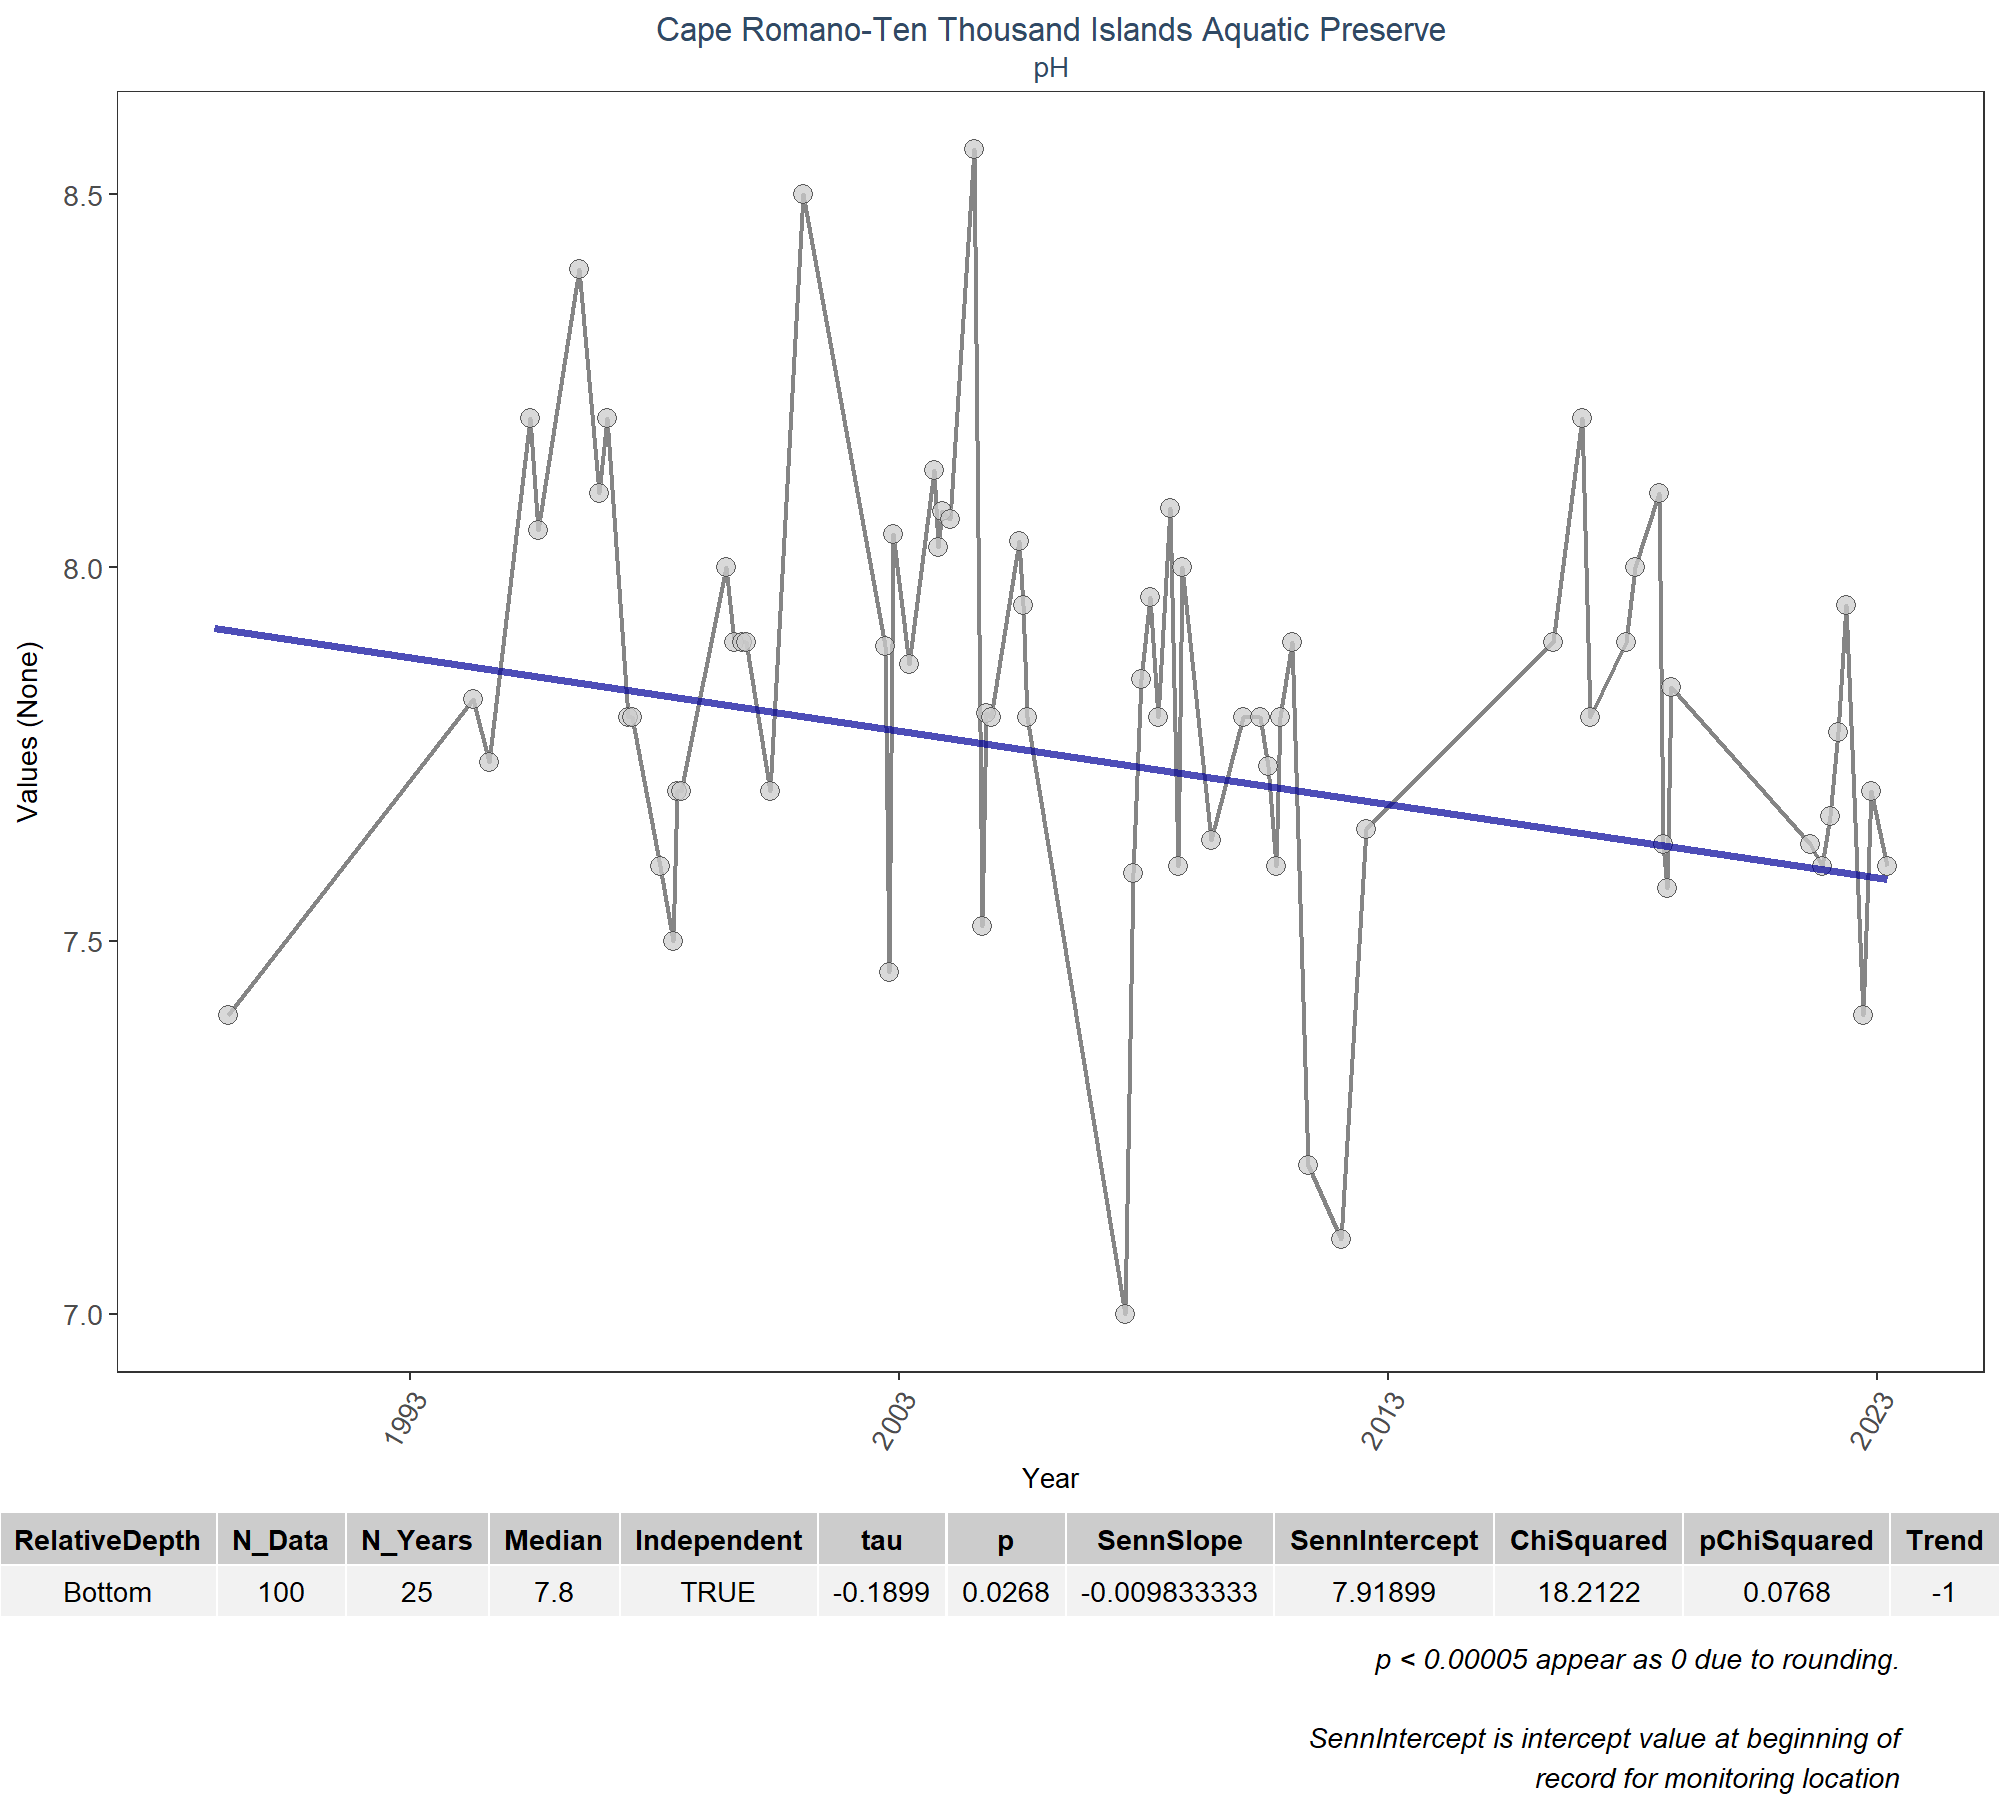 Cape Romano-Ten Thousand Islands Aquatic Preserve
pH
8.5
8.0
7.5
7.0
Values (None)
1993
2003
2013
2023
Year
RelativeDepth N_Data N_Years Median Independent tau p SennSlope SennIntercept ChiSquared pChiSquared Trend
Bottom 100 25 7.8 TRUE -0.1899 0.0268 -0.009833333 7.91899 18.2122 0.0768 -1
p < 0.00005 appear as 0 due to rounding.
SennIntercept is intercept value at beginning of
record for monitoring location